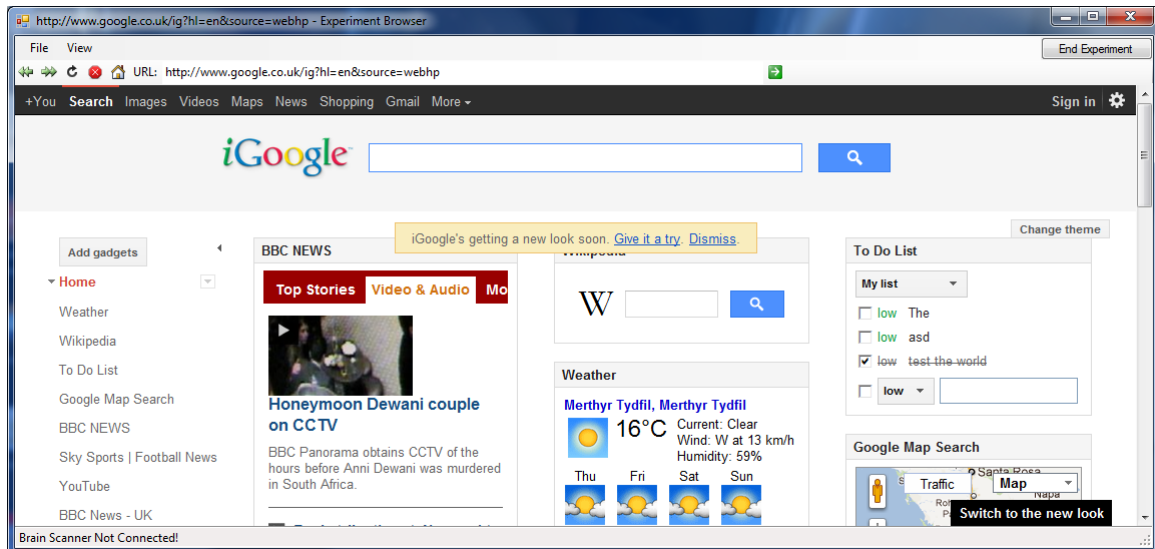 http://www.google.co.uk/ig?hl=en&source=webhp - Experiment Browser
File View End Experiment
URL: http://www.google.co.uk/ig?hl=en&source=webhp
+You Search Images Videos Maps News Shopping Gmail More Sign in
iGoogle
iGoogle's getting a new look soon. Give it a try. Dismiss.
Change theme
Add gadgets
Home
Weather
Wikipedia
To Do List
Google Map Search
BBC NEWS
Sky Sports | Football News
YouTube
BBC News - UK
BBC NEWS
Top Stories Video & Audio Mo
Honeymoon Dewani couple
on CCTV
BBC Panorama obtains CCTV of the
hours before Anni Dewani was murdered
in South Africa.
Wikipedia
W
Weather
Merthyr Tydfil, Merthyr Tydfil
16°C
Current: Clear
Wind: W at 13 km/h
Humidity: 59%
Thu Fri Sat Sun
To Do List
My list
low The
low asd
low test the world
low
Google Map Search
Santa Rosa
Traffic Map
Napa
Switch to the new look
Brain Scanner Not Connected!